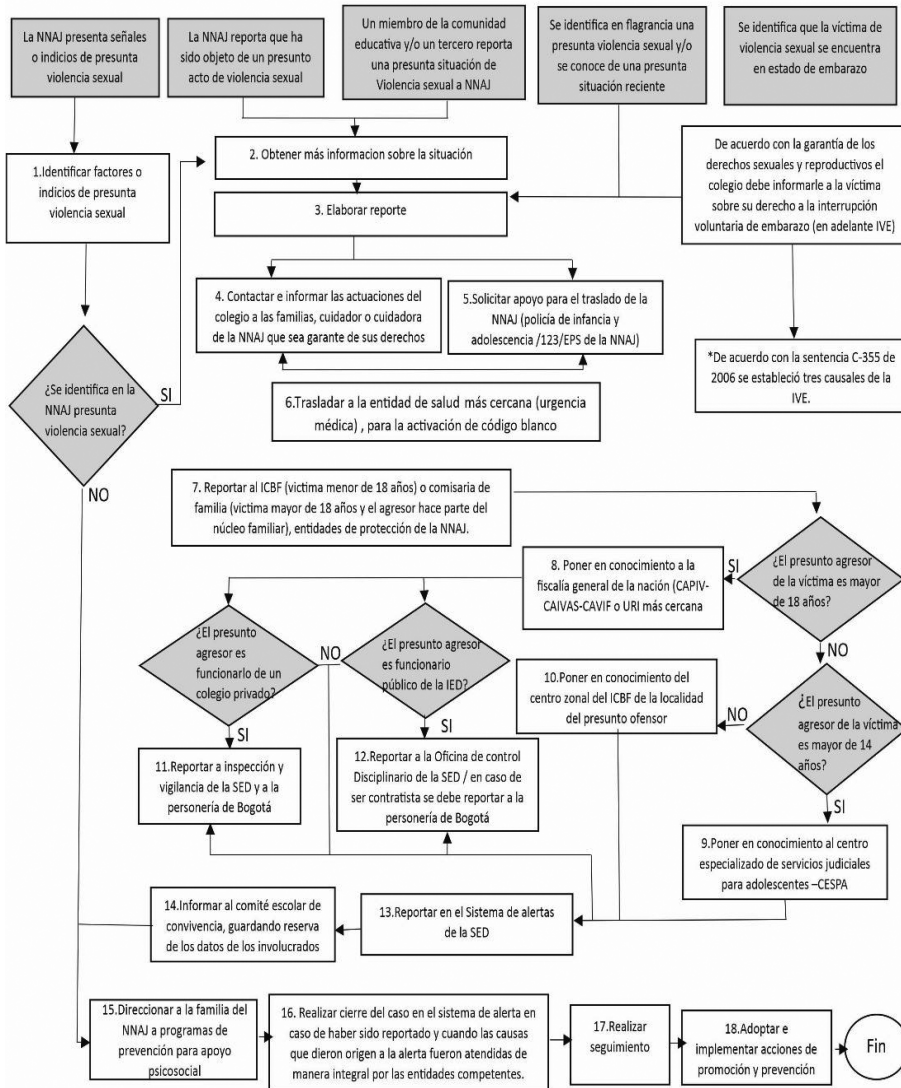 La NNAJ presenta señales
o indicios de presunta
violencia sexual
La NNAJ reporta que ha
sido objeto de un presunto
acto de violencia sexual
Un miembro de la comunidad
educativa y/o un tercero reporta
una presunta situación de
Violencia sexual a NNAJ
Se identifica en flagrancia una
presunta violencia sexual y/o
se conoce de una presunta
situación reciente
Se identifica que la víctima de
violencia sexual se encuentra
en estado de embarazo
1.Identificar factores o
indicios de presunta
violencia sexual
2. Obtener más informacion sobre la situación
3. Elaborar reporte
De acuerdo con la garantía de los
derechos sexuales y reproductivos el
colegio debe informarle a la víctima
sobre su derecho a la interrupción
voluntaria de embarazo (en adelante IVE)
4. Contactar e informar las actuaciones del
colegio a las familias, cuidador o cuidadora
de la NNAJ que sea garante de sus derechos
5.Solicitar apoyo para el traslado de la
NNAJ (policía de infancia y
adolescencia /123/EPS de la NNAJ)
*De acuerdo con la sentencia C-355 de
2006 se estableció tres causales de la
IVE.
¿Se identifica en la
NNAJ presunta
violencia sexual?
SI
NO
6.Trasladar a la entidad de salud más cercana (urgencia
médica) , para la activación de código blanco
7. Reportar al ICBF (victima menor de 18 años) o comisaria de
familia (victima mayor de 18 años y el agresor hace parte del
núcleo familiar), entidades de protección de la NNAJ.
¿El presunto agresor
de la víctima es mayor
de 18 años?
SI
NO
8. Poner en conocimiento a la
fiscalía general de la nación (CAPIV-
CAIVAS-CAVIF o URI más cercana
¿El presunto
agresor es
funcionario de un
colegio privado?
NO
SI
¿El presunto agresor
es funcionario
público de la IED?
SI
10.Poner en conocimiento del
centro zonal del ICBF de la localidad
del presunto ofensor
NO
¿El presunto
agresor de la víctima
es mayor de 14
años?
SI
11.Reportar a inspección y
vigilancia de la SED y a la
personería de Bogotá
12.Reportar a la Oficina de control
Disciplinario de la SED / en caso de
ser contratista se debe reportar a la
personería de Bogotá
9.Poner en conocimiento al centro
especializado de servicios judiciales
para adolescentes –CESPA
14.Informar al comité escolar de
convivencia, guardando reserva
de los datos de los involucrados
13.Reportar en el Sistema de alertas
de la SED
15.Direccionar a la familia del
NNAJ a programas de
prevención para apoyo
psicosocial
16. Realizar cierre del caso en el sistema de alerta en
caso de haber sido reportado y cuando las causas
que dieron origen a la alerta fueron atendidas de
manera integral por las entidades competentes.
17.Realizar
seguimiento
18.Adoptar e
implementar acciones de
promoción y prevención
Fin